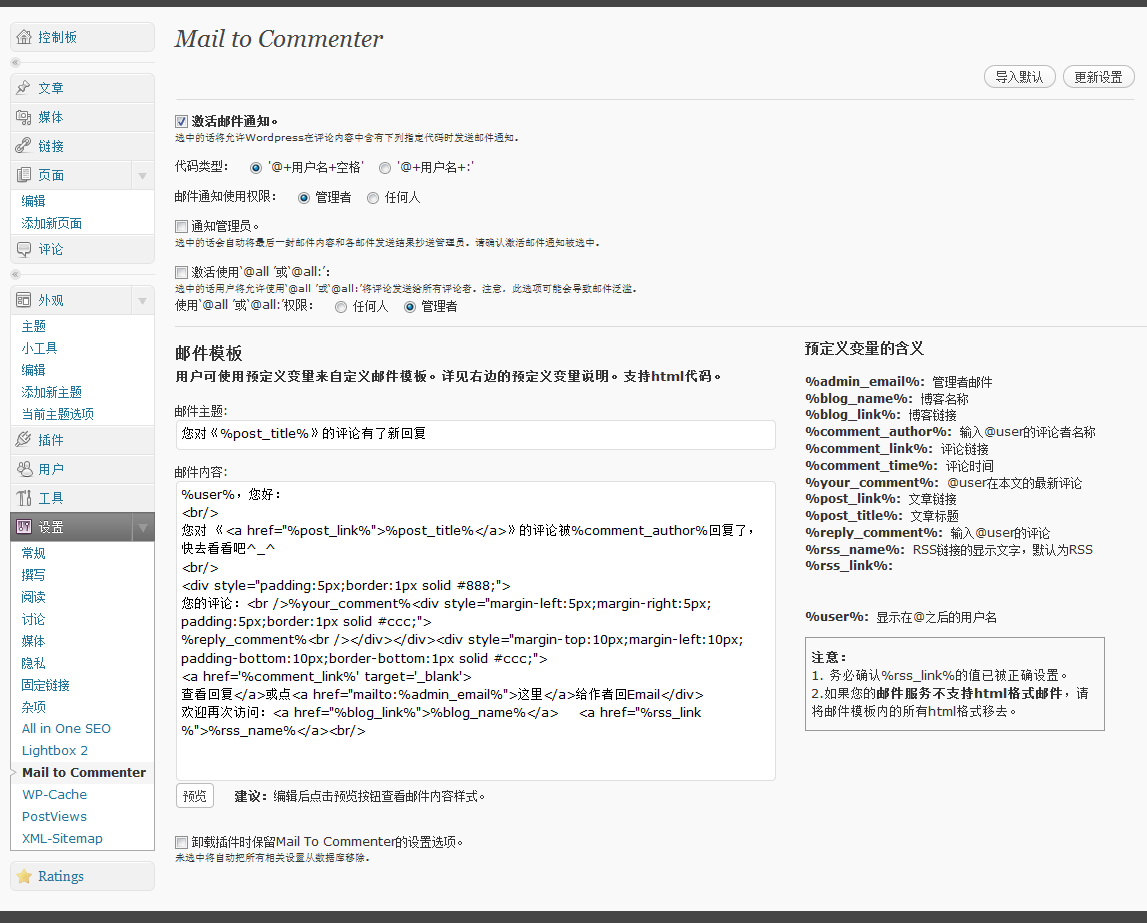 控制板
文章
媒体
链接
页面
编辑
添加新页面
评论
外观
主题
小工具
编辑
添加新主题
当前主题选项
插件
用户
工具
设置
常规
撰写
阅读
讨论
媒体
隐私
固定链接
杂项
All in One SEO
Lightbox 2
Mail to Commenter
WP-Cache
PostViews
XML-Sitemap
Ratings
Mail to Commenter
导入默认 更新设置
激活邮件通知。
选中的话将允许Wordpress在评论内容中含有下列指定代码时发送邮件通知。
代码类型: '@+用户名+空格' '@+用户名+:'
邮件通知使用权限: 管理者 任何人
通知管理员。
选中的话会自动将最后一封邮件内容和各邮件发送结果抄送管理员。请确认激活邮件通知被选中。
激活使用‘@all ’或‘@all:’:
选中的话用户将允许使用‘@all ’或‘@all:’将评论发送给所有评论者。注意，此选项可能会导致邮件泛滥。
使用‘@all ’或‘@all:’权限: 任何人 管理者
邮件模板
用户可使用预定义变量来自定义邮件模板。详见右边的预定义变量说明。支持html代码。
邮件主题:
您对《%post_title%》的评论有了新回复
邮件内容:
%user%，您好:
<br/>
您对 《<a href="%post_link%">%post_title%</a>》的评论被%comment_author%回复了，
快去看看吧^_^
<br/>
<div style="padding:5px;border:1px solid #888;">
您的评论: <br />%your_comment%<div style="margin-left:5px;margin-right:5px;
padding:5px;border:1px solid #ccc;">
%reply_comment%<br /></div></div><div style="margin-top:10px;margin-left:10px;
padding-bottom:10px;border-bottom:1px solid #ccc;">
<a href='%comment_link%' target='_blank'>
查看回复</a>或点<a href="mailto:%admin_email%">这里</a>给作者回Email</div>
欢迎再次访问: <a href="%blog_link%">%blog_name%</a> <a href="%rss_link
%">%rss_name%</a><br/>
预览 建议: 编辑后点击预览按钮查看邮件内容样式。
卸载插件时保留Mail To Commenter的设置选项。
未选中将自动把所有相关设置从数据库移除。
预定义变量的含义
%admin_email%: 管理者邮件
%blog_name%: 博客名称
%blog_link%: 博客链接
%comment_author%: 输入@user的评论者名称
%comment_link%: 评论链接
%comment_time%: 评论时间
%your_comment%: @user在本文的最新评论
%post_link%: 文章链接
%post_title%: 文章标题
%reply_comment%: 输入@user的评论
%rss_name%: RSS链接的显示文字，默认为RSS
%rss_link%:
%user%: 显示在@之后的用户名
注意:
1. 务必确认%rss_link%的值已被正确设置。
2.如果您的邮件服务不支持html格式邮件，请
将邮件模板内的所有html格式移去。